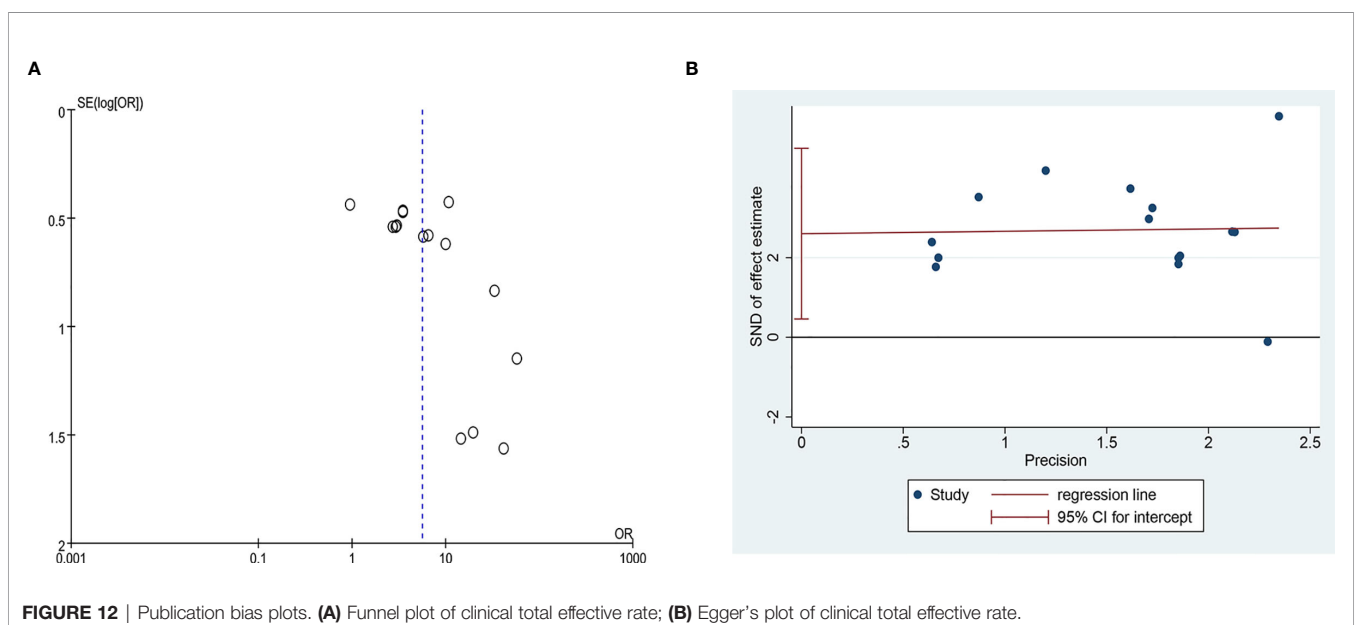 A
B
SE(log[OR])
0
0.5
1
1.5
2
0.001
0.1
1
10
1000
OR
SND of effect estimate
2
0
-2
0
.5
1
1.5
2
2.5
Precision
Study
regression line
95% CI for intercept
FIGURE 12 | Publication bias plots. (A) Funnel plot of clinical total effective rate; (B) Egger's plot of clinical total effective rate.